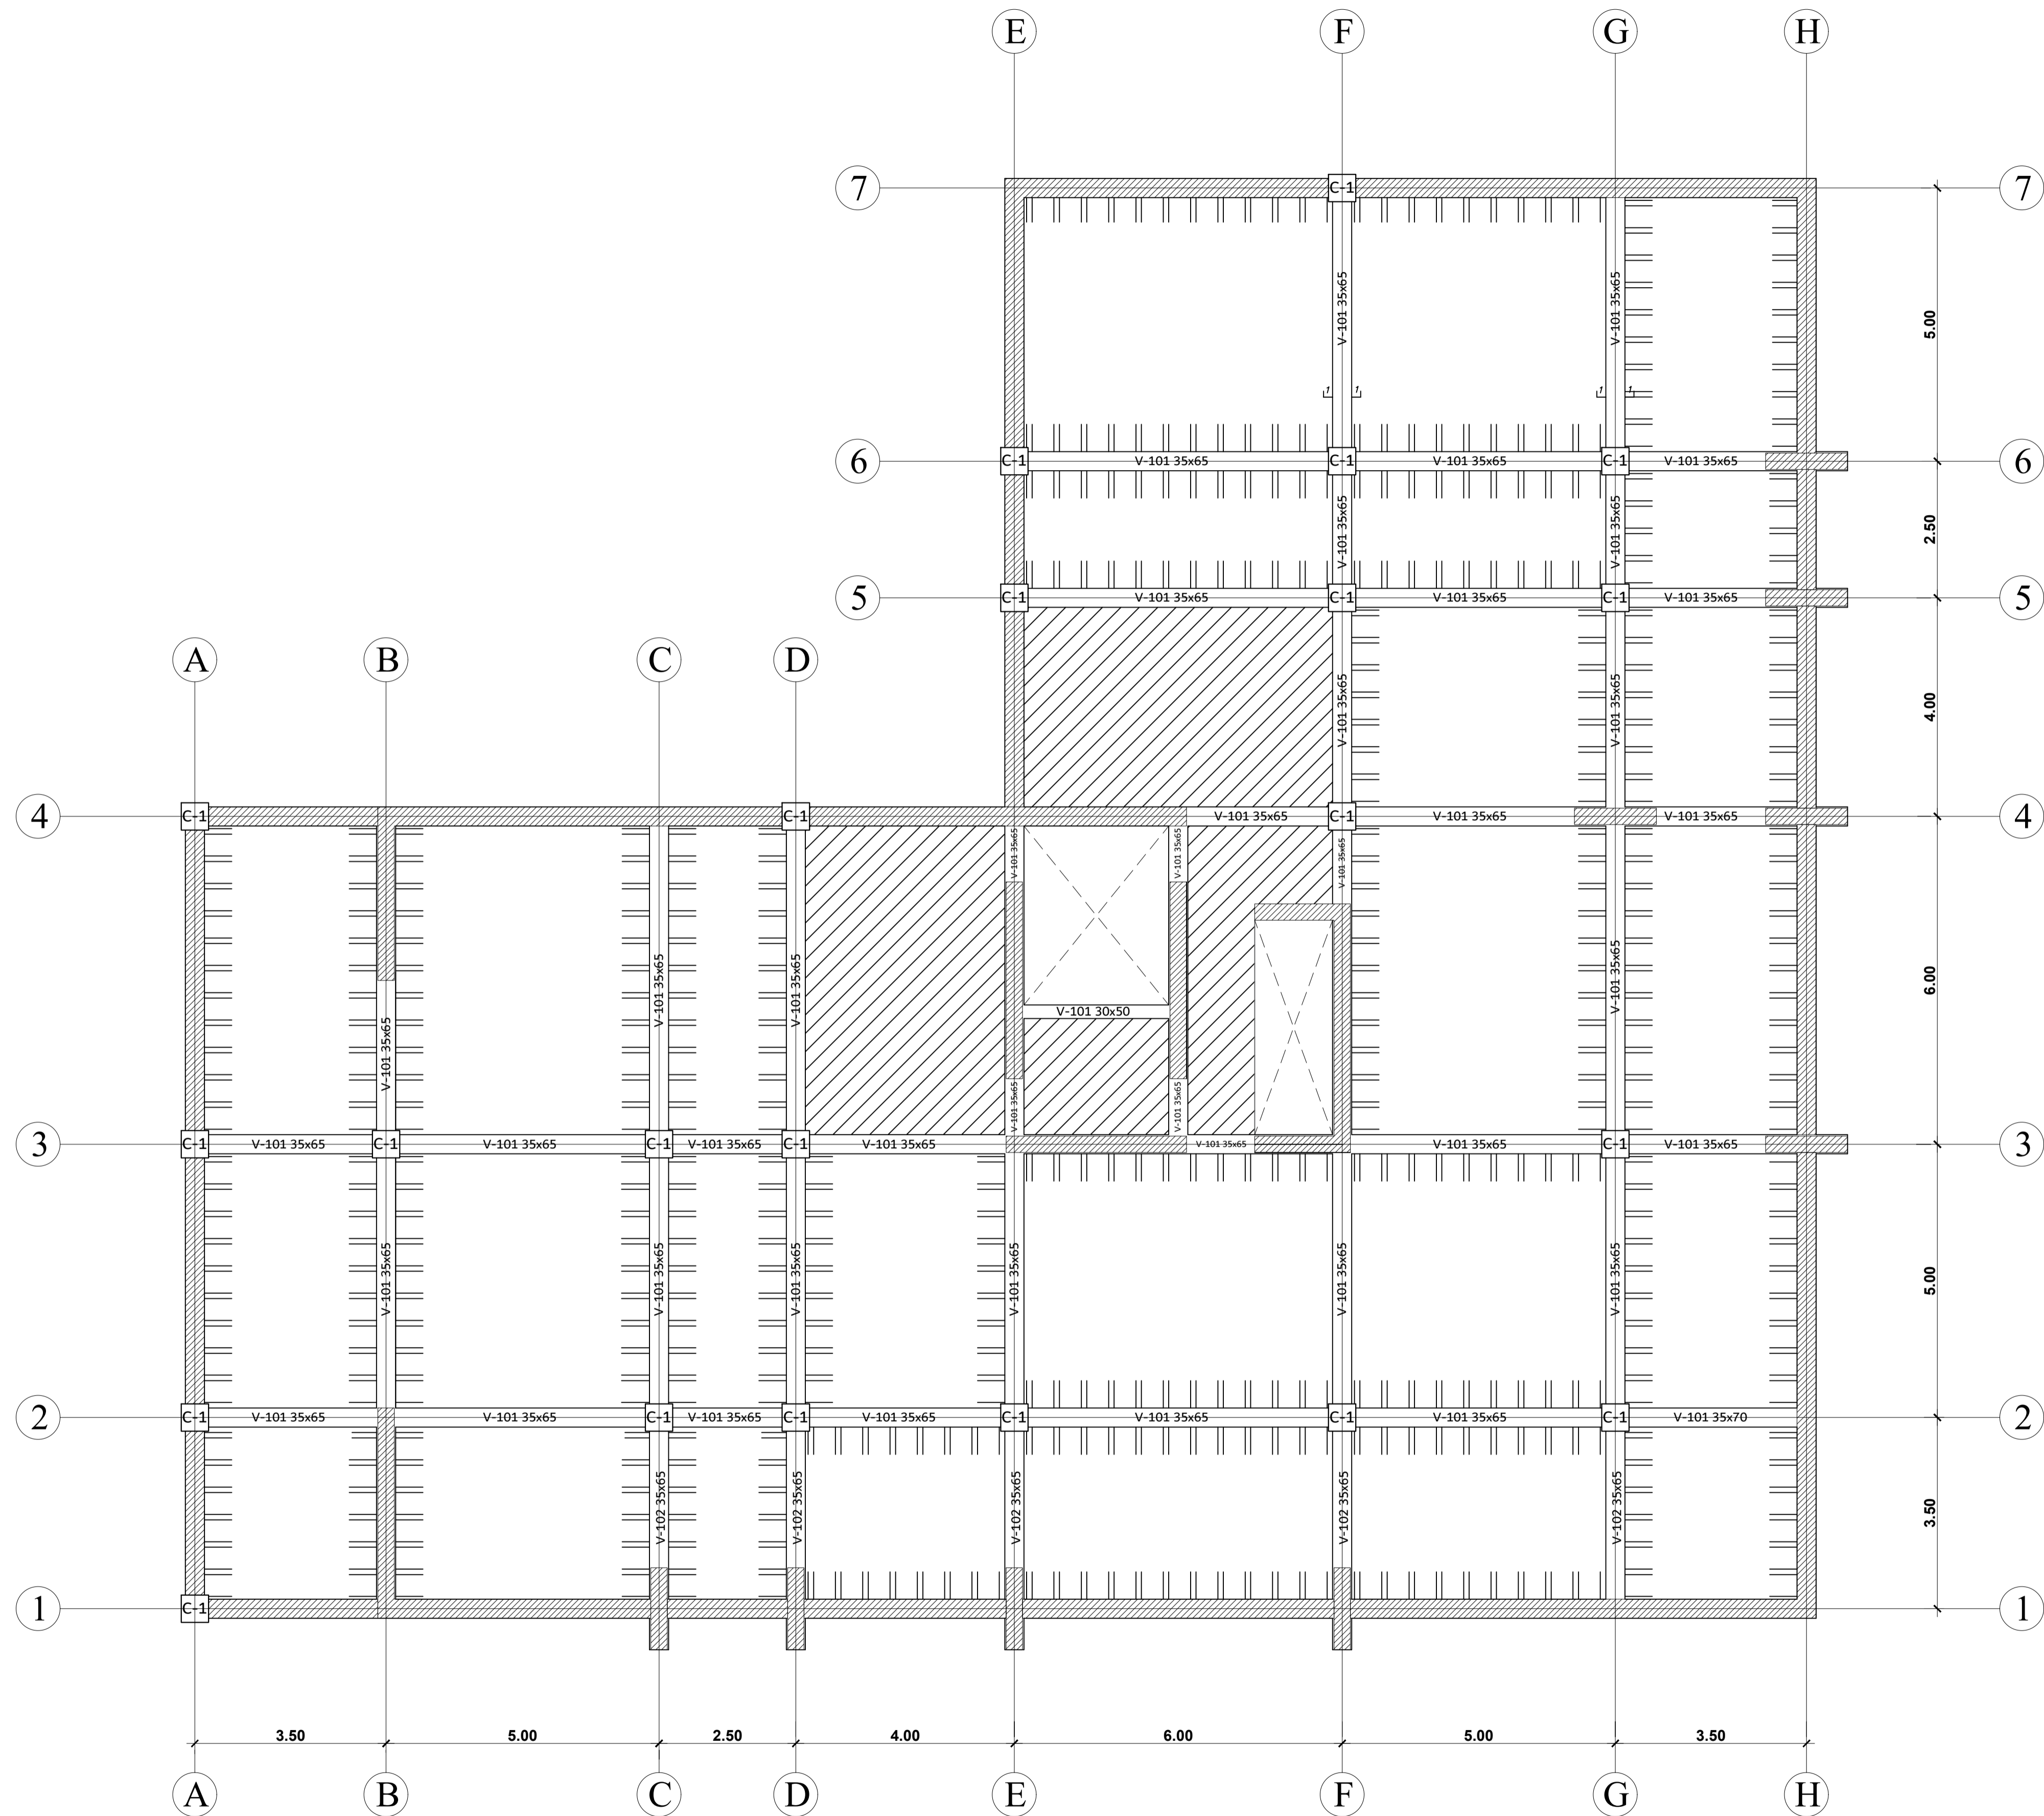 E F G H
7 C-1 7
V-101 35x65 V-101 35x65
5.00
1 1 1 1
6 C-1 V-101 35x65 C-1 V-101 35x65 C-1 V-101 35x65 6
V-101 35x65 V-101 35x65
2.50
5 C-1 V-101 35x65 C-1 V-101 35x65 C-1 V-101 35x65 5
A B C D
V-101 35x65 V-101 35x65
4.00
4 C-1 C-1 V-101 35x65 C-1 V-101 35x65 V-101 35x65 4
V-101 35x65 V-101 35x65 V-101 35x65
V-101 35x65 V-101 35x65 V-101 35x65
6.00
V-101 30x50
V-101 35x65
V-101 35x65 V-101 35x65
3 C-1 V-101 35x65 C-1 V-101 35x65 C-1 V-101 35x65 C-1 V-101 35x65 V-101 35x65 V-101 35x65 C-1 V-101 35x65 3
V-101 35x65 V-101 35x65 V-101 35x65 V-101 35x65 V-101 35x65 V-101 35x65
5.00
2 C-1 V-101 35x65 V-101 35x65 C-1 V-101 35x65 C-1 V-101 35x65 C-1 V-101 35x65 C-1 V-101 35x65 C-1 V-101 35x70 2
V-102 35x65 V-102 35x65 V-102 35x65 V-102 35x65 V-102 35x65
3.50
1 C-1 1
3.50 5.00 2.50 4.00 6.00 5.00 3.50
A B C D E F G H